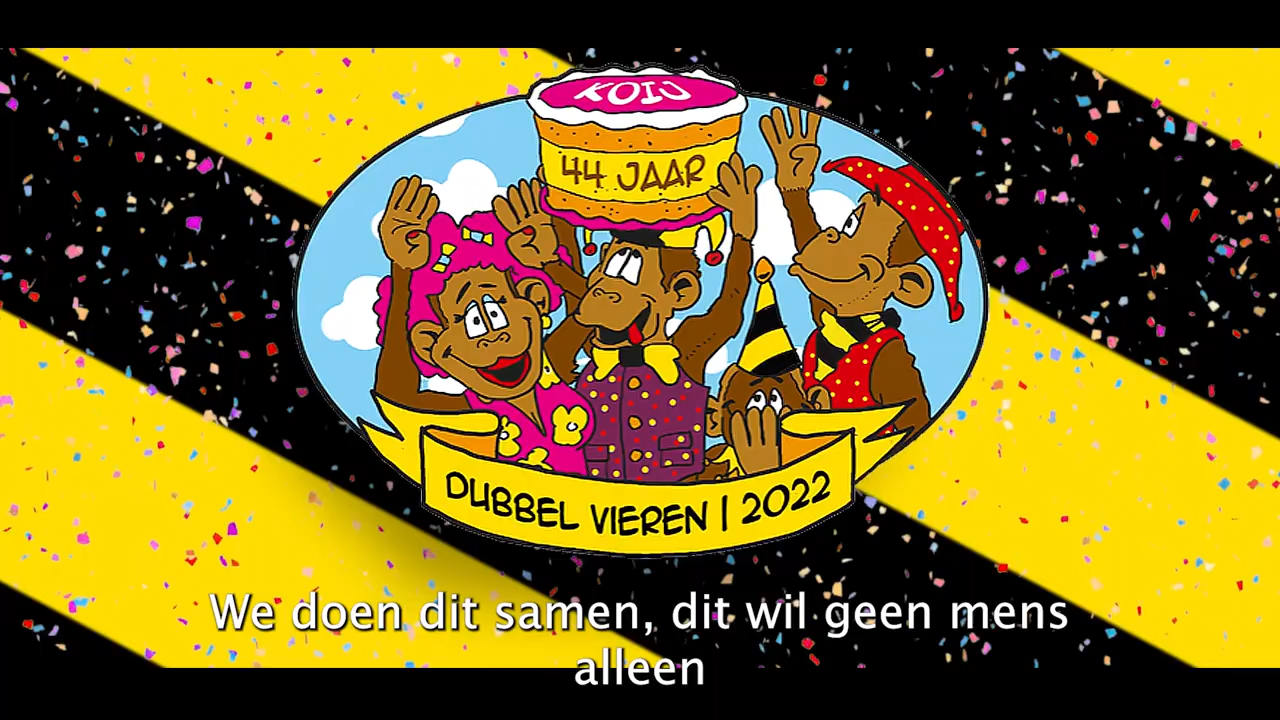 KOIJ
44 JAAR
DUBBEL VIEREN | 2022
We doen dit samen, dit wil geen mens
alleen